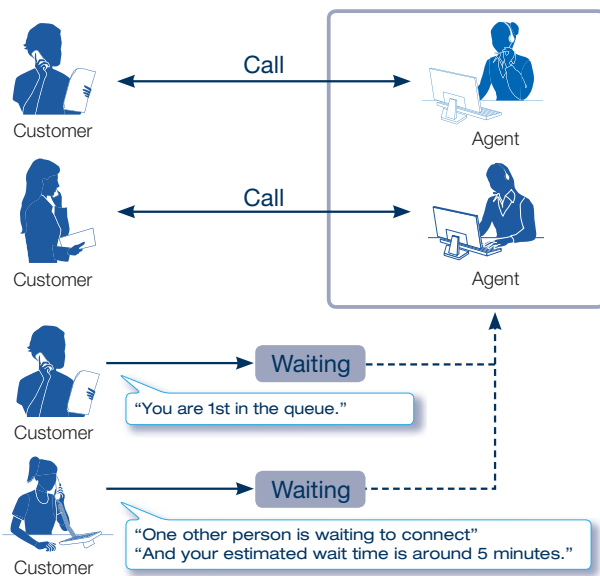 Call
Customer
Agent
Call
Customer
Agent
Waiting
“You are 1st in the queue.”
Customer
Waiting
“One other person is waiting to connect”
“And your estimated wait time is around 5 minutes.”
Customer